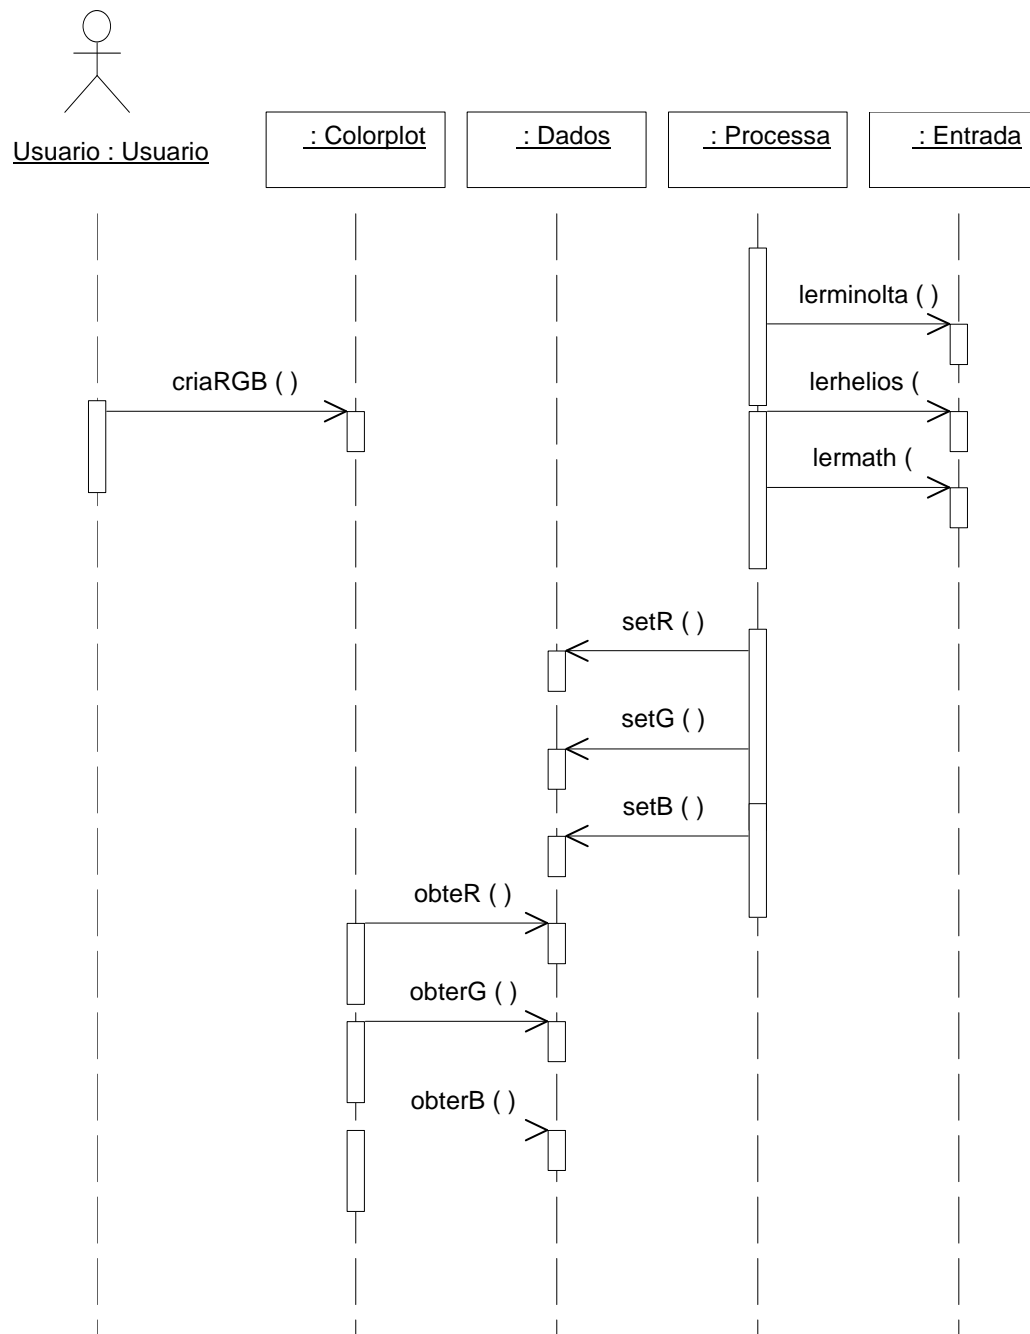 Usuario : Usuario
: Colorplot
: Dados
: Processa
: Entrada
lerminolta ( )
criaRGB ( )
lerhelios (
lermath (
setR ( )
setG ( )
setB ( )
obteR ( )
obterG ( )
obterB ( )